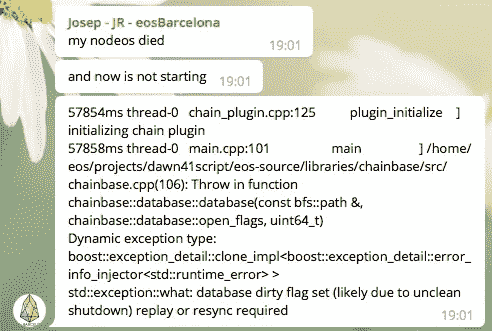 Josep - JR - eosBarcelona
my nodeos died
19:01
and now is not starting
19:01
57854ms thread-0 chain_plugin.cpp:125 plugin_initialize ]
initializing chain plugin
57858ms thread-0 main.cpp:101 main ] /home/
eos/projects/dawn41script/eos-source/libraries/chainbase/src/
chainbase.cpp(106): Throw in function
chainbase::database::database(const bfs::path &,
chainbase::database::open_flags, uint64_t)
Dynamic exception type:
boost::exception_detail::clone_impl<boost::exception_detail::error_
info_injector<std::runtime_error> >
std::exception::what: database dirty flag set (likely due to unclean
shutdown) replay or resync required
19:01